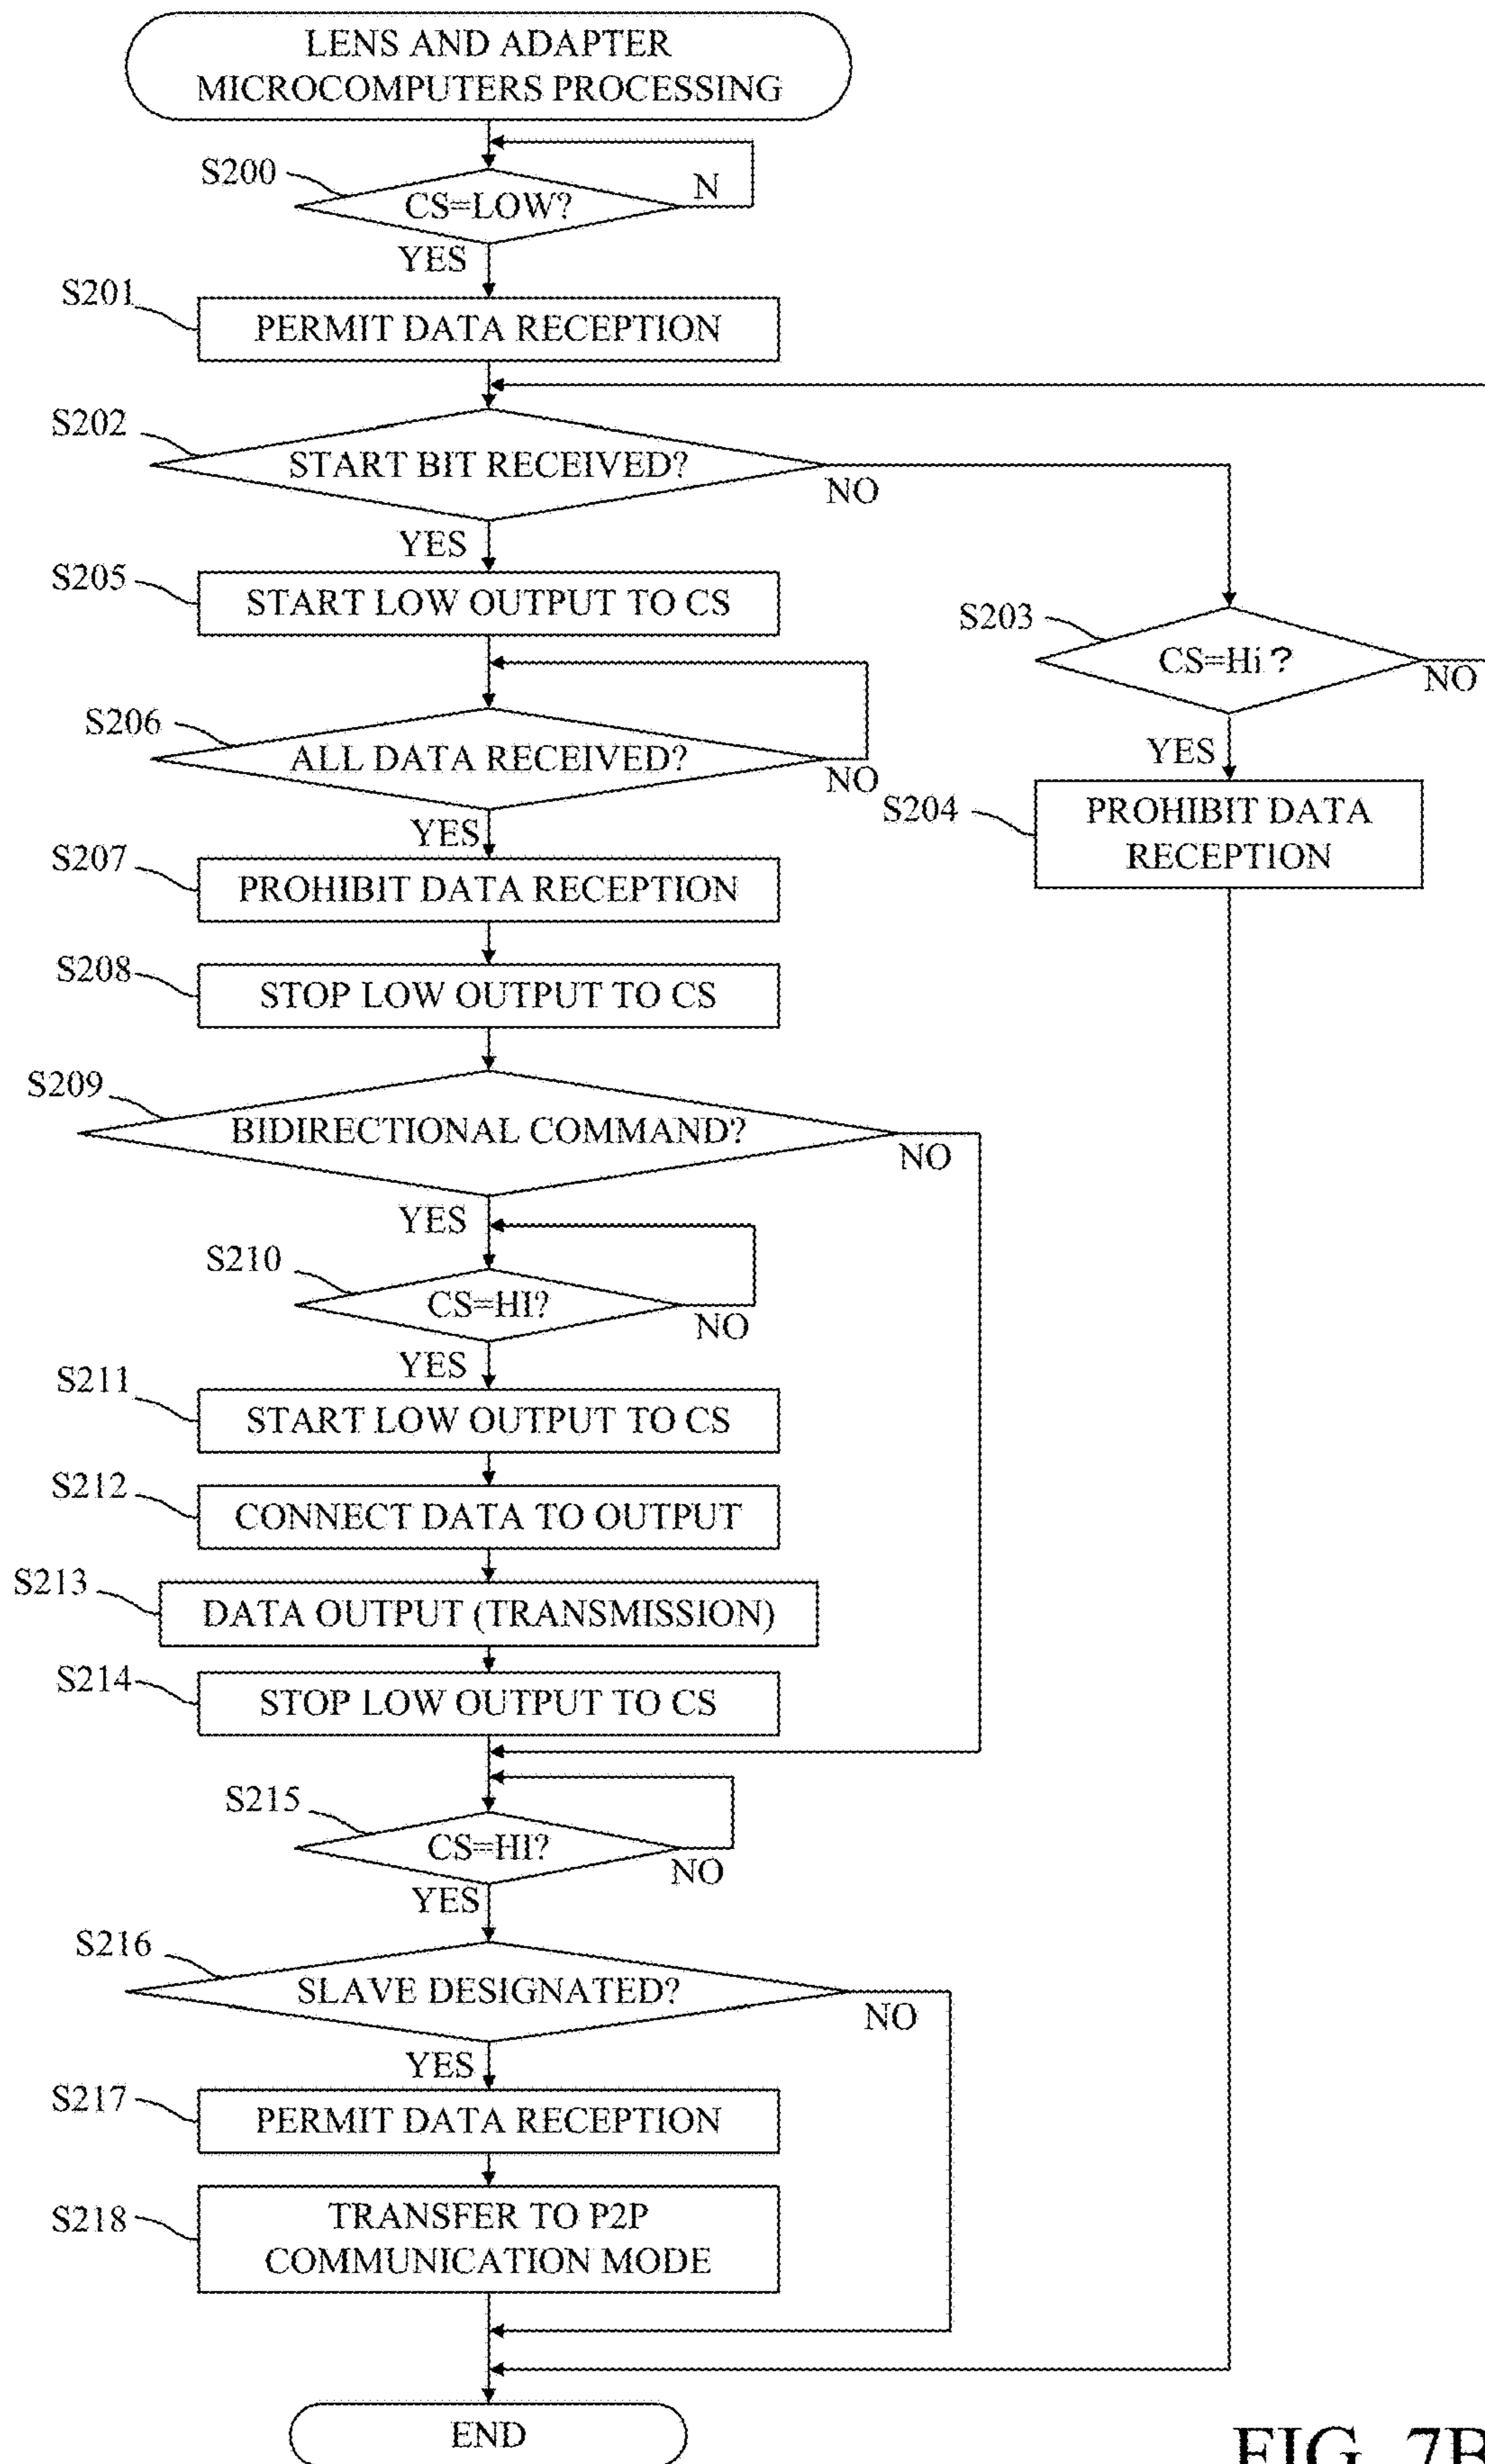 LENS AND ADAPTER
MICROCOMPUTERS PROCESSING
S200
CS=LOW?
N
YES
S201
PERMIT DATA RECEPTION
S202
START BIT RECEIVED?
NO
YES
S205
START LOW OUTPUT TO CS
S203
CS=Hi?
NO
S206
ALL DATA RECEIVED?
NO
YES
YES
S204
PROHIBIT DATA
RECEPTION
S207
PROHIBIT DATA RECEPTION
S208
STOP LOW OUTPUT TO CS
S209
BIDIRECTIONAL COMMAND?
NO
YES
S210
CS=HI?
NO
YES
S211
START LOW OUTPUT TO CS
S212
CONNECT DATA TO OUTPUT
S213
DATA OUTPUT (TRANSMISSION)
S214
STOP LOW OUTPUT TO CS
S215
CS=HI?
NO
YES
S216
SLAVE DESIGNATED?
NO
YES
S217
PERMIT DATA RECEPTION
S218
TRANSFER TO P2P
COMMUNICATION MODE
END
FIG. 7B